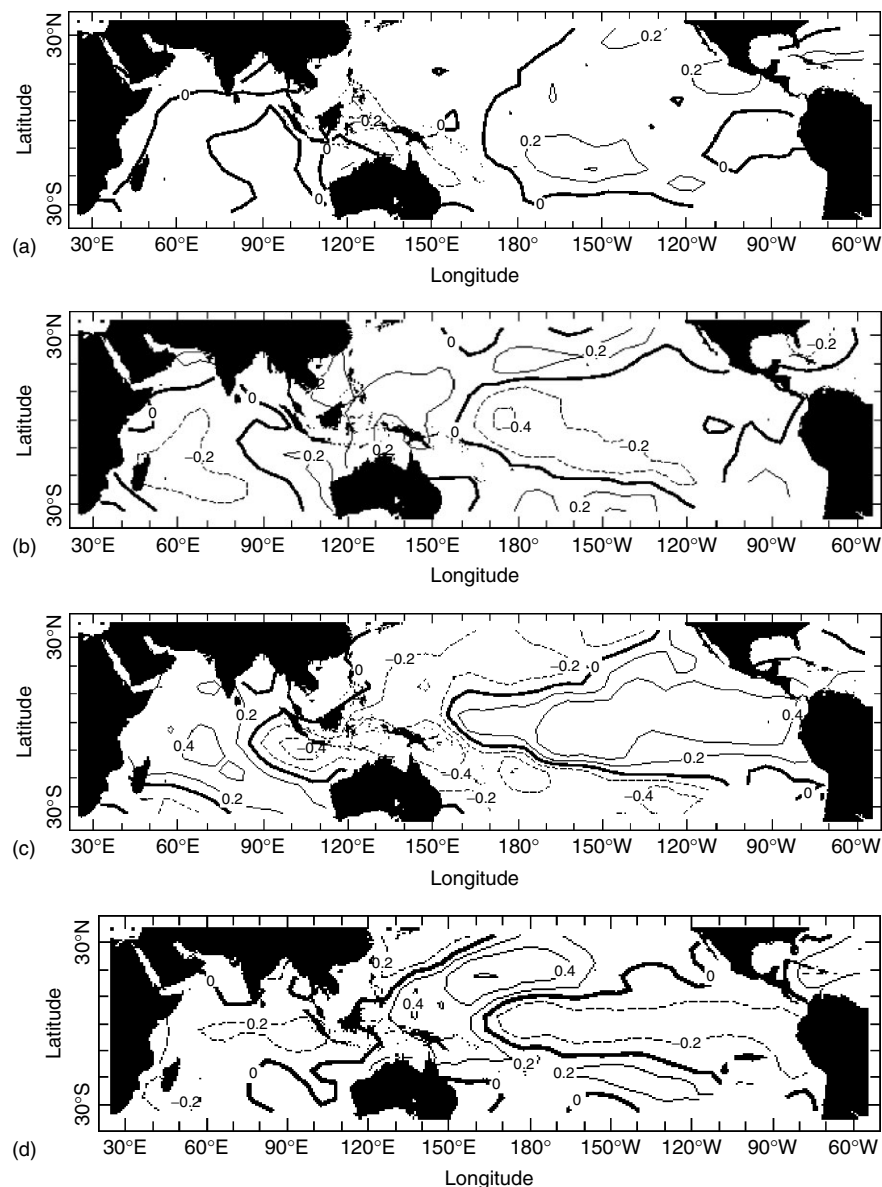 30°N
Latitude
30°S
0 0.2 0.2
0 −0.2 0 0.2 0 0 0
(a)
30°E 60°E 90°E 120°E 150°E 180° 150°W 120°W 90°W 60°W
Longitude
30°N
Latitude
30°S
0 0.2 −0.2
0 −0.2 0.2 0 −0.4 −0.2
0.2
(b)
30°E 60°E 90°E 120°E 150°E 180° 150°W 120°W 90°W 60°W
Longitude
30°N
Latitude
30°S
0 −0.2 0
0.2 0.4 −0.4 −0.4 0.4 0.2
0.2 −0.2 −0.4 0
(c)
30°E 60°E 90°E 120°E 150°E 180° 150°W 120°W 90°W 60°W
Longitude
30°N
Latitude
30°S
0 0.2 0.4 0
0.2 0.4 −0.2
−0.2 0 0.2 0 0.2 0
(d)
30°E 60°E 90°E 120°E 150°E 180° 150°W 120°W 90°W 60°W
Longitude